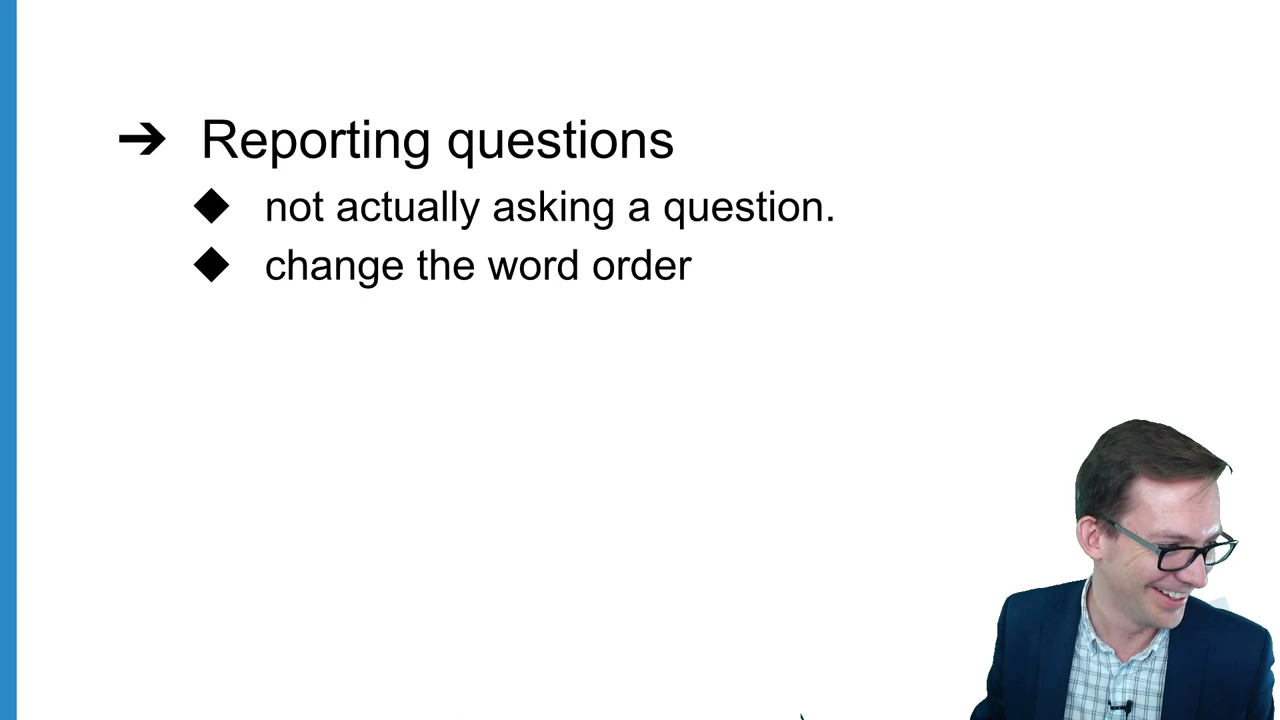 ➔ Reporting questions
◆ not actually asking a question.
◆ change the word order